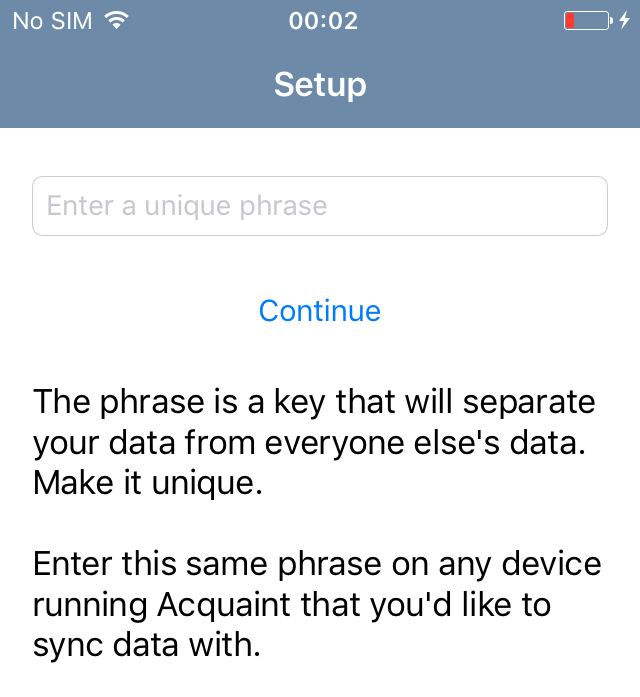 No SIM 00:02
Setup
Enter a unique phrase
Continue
The phrase is a key that will separate
your data from everyone else's data.
Make it unique.
Enter this same phrase on any device
running Acquaint that you'd like to
sync data with.